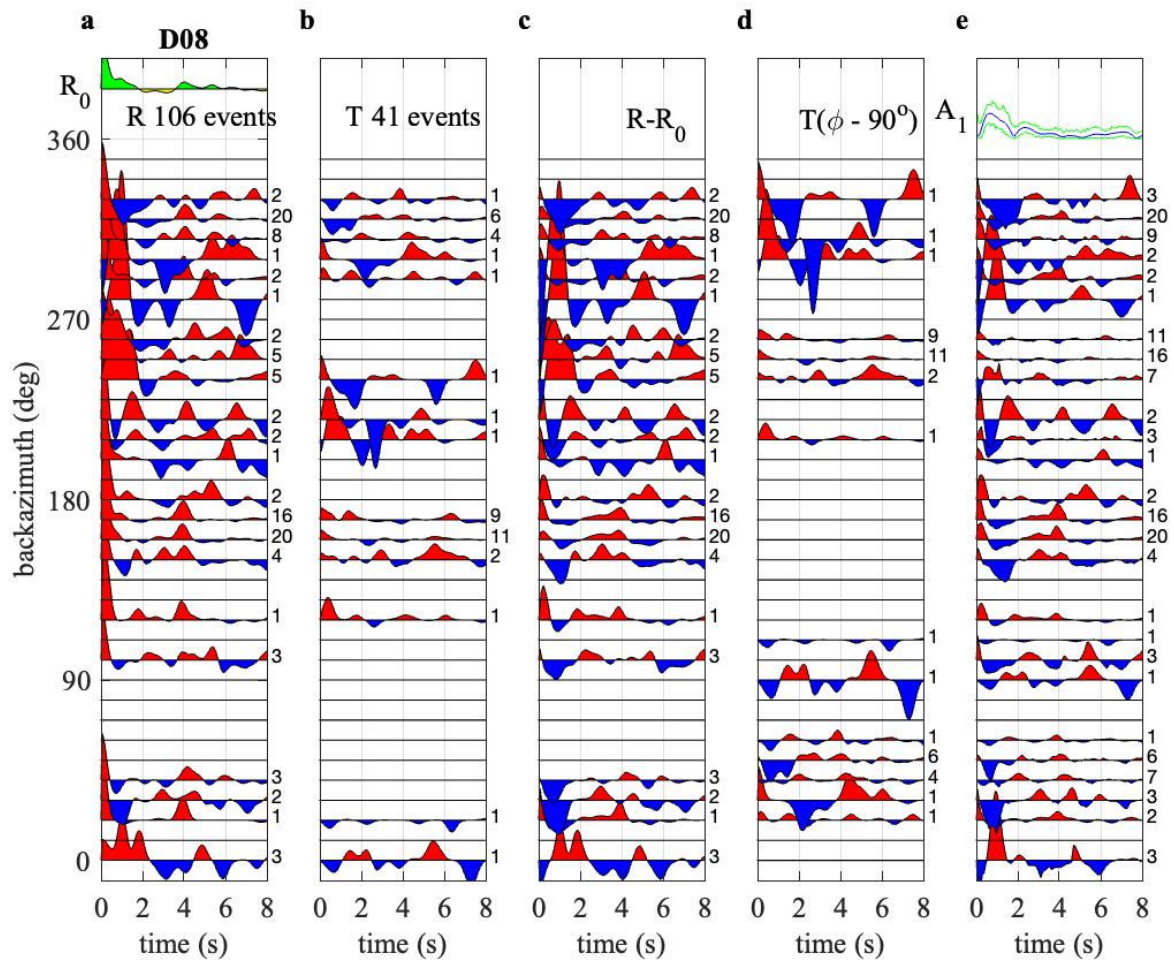 a b c d e
D08
R0
R 106 events T 41 events R-R0 T(ϕ - 90°) A1
360
2 1 2 1 3
20 6 20 20
8 4 8 1 9
1 1 1 1 2
2 1 2 2
1 1 1
270
2 2 9 11
5 5 11 16
5 1 5 2 7
2 1 2 2
2 1 2 1 3
1 1 1
180
2 2 2
16 9 16 16
20 11 20 20
4 2 4 4
1 1 1 1
1 1
3 3 3
90
1 1
1 1
6 6
3 3 4 7
2 2 1 3
1 1 1 1 2
0
3 1 3 3
backazimuth (deg)
0 2 4 6 8 0 2 4 6 8 0 2 4 6 8 0 2 4 6 8 0 2 4 6 8
time (s) time (s) time (s) time (s) time (s)